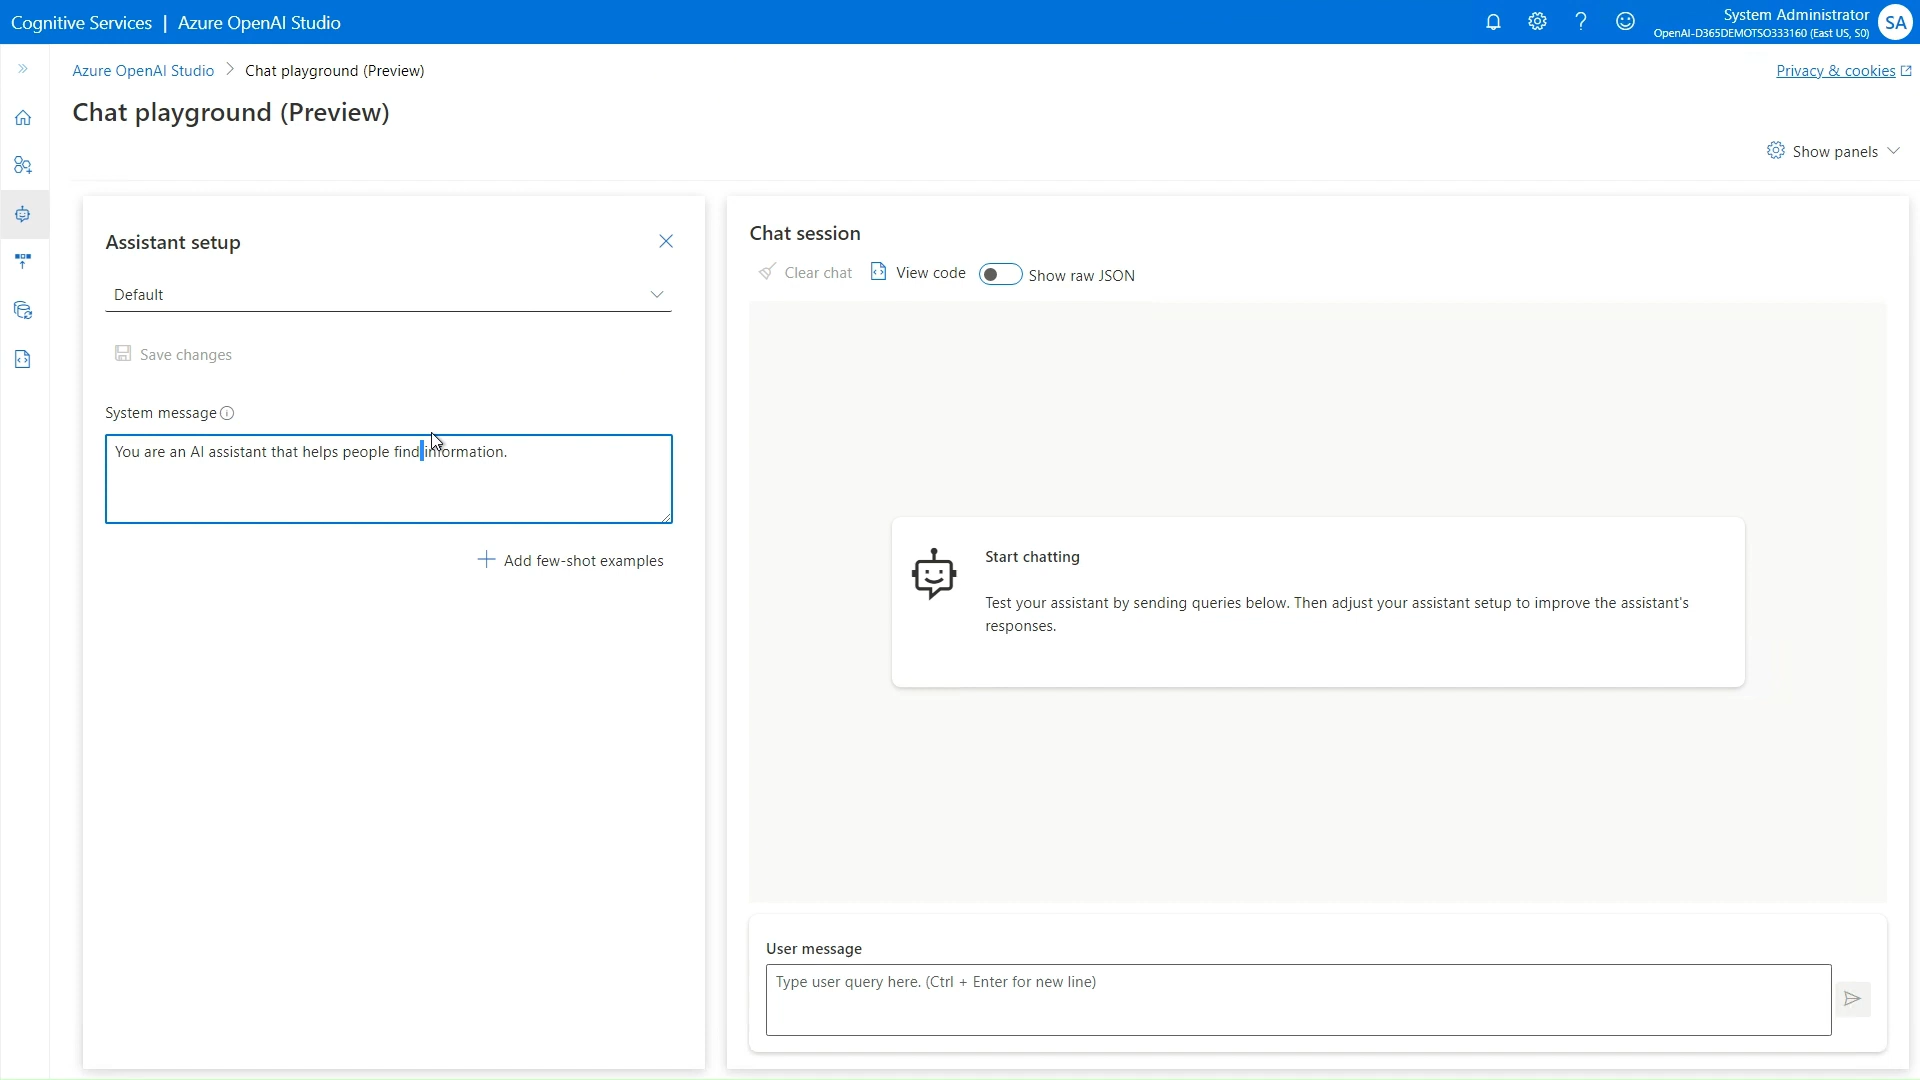 Cognitive Services | Azure OpenAI Studio
System Administrator
OpenAI-D365DEMOTSO333160 (East US, S0)
SA
Azure OpenAI Studio > Chat playground (Preview)
Privacy & cookies
Chat playground (Preview)
Show panels
Assistant setup
Default
Save changes
System message
You are an AI assistant that helps people find information.
Add few-shot examples
Chat session
Clear chat
View code
Show raw JSON
Start chatting
Test your assistant by sending queries below. Then adjust your assistant setup to improve the assistant's
responses.
User message
Type user query here. (Ctrl + Enter for new line)